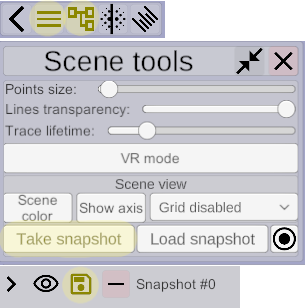 Scene tools
Points size:
Lines transparency:
Trace lifetime:
VR mode
Scene view
Scene color Show axis Grid disabled
Take snapshot Load snapshot
Snapshot #0